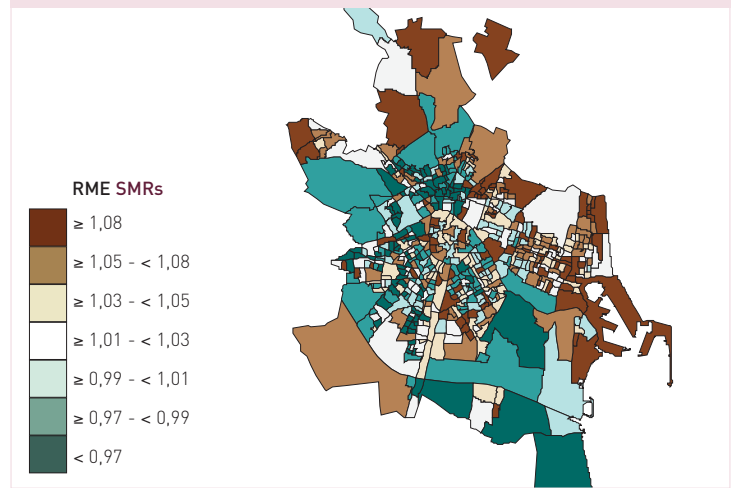 RME SMRs
≥ 1,08
≥ 1,05 - < 1,08
≥ 1,03 - < 1,05
≥ 1,01 - < 1,03
≥ 0,99 - < 1,01
≥ 0,97 - < 0,99
< 0,97